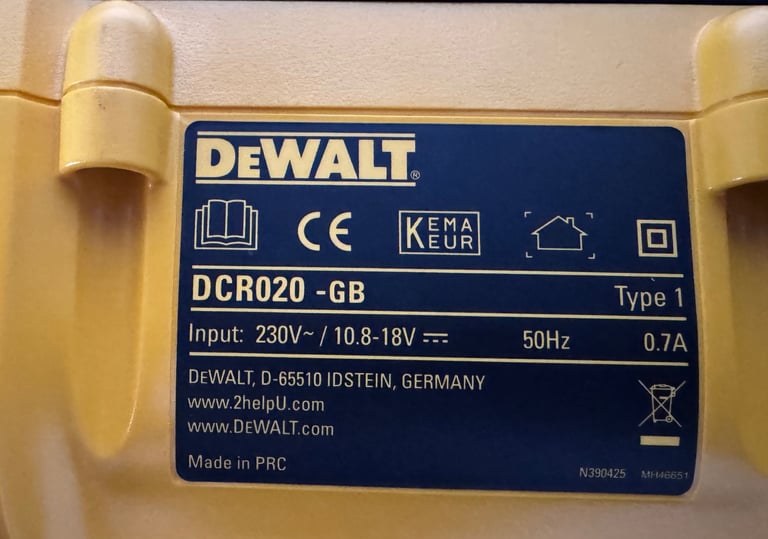 DEWALT®
CE KEMA KEUR
DCR020 -GB Type 1
Input: 230V~ / 10.8-18V ⎓ 50Hz 0.7A
DEWALT, D-65510 IDSTEIN, GERMANY
www.2helpU.com
www.DEWALT.com
Made in PRC N390425 MH46651